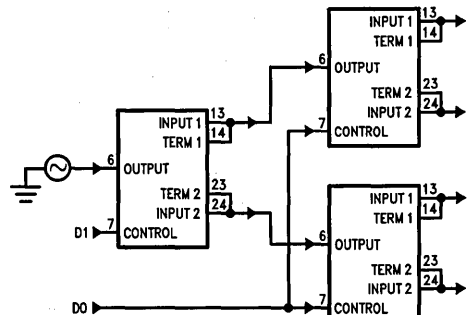 INPUT 1 13
TERM 1 14
6 OUTPUT
TERM 2 23
INPUT 2 24
7 CONTROL
INPUT 1 13
TERM 1 14
6 OUTPUT
TERM 2 23
INPUT 2 24
D1 7 CONTROL
INPUT 1 13
TERM 1 14
6 OUTPUT
TERM 2 23
INPUT 2 24
D0 7 CONTROL